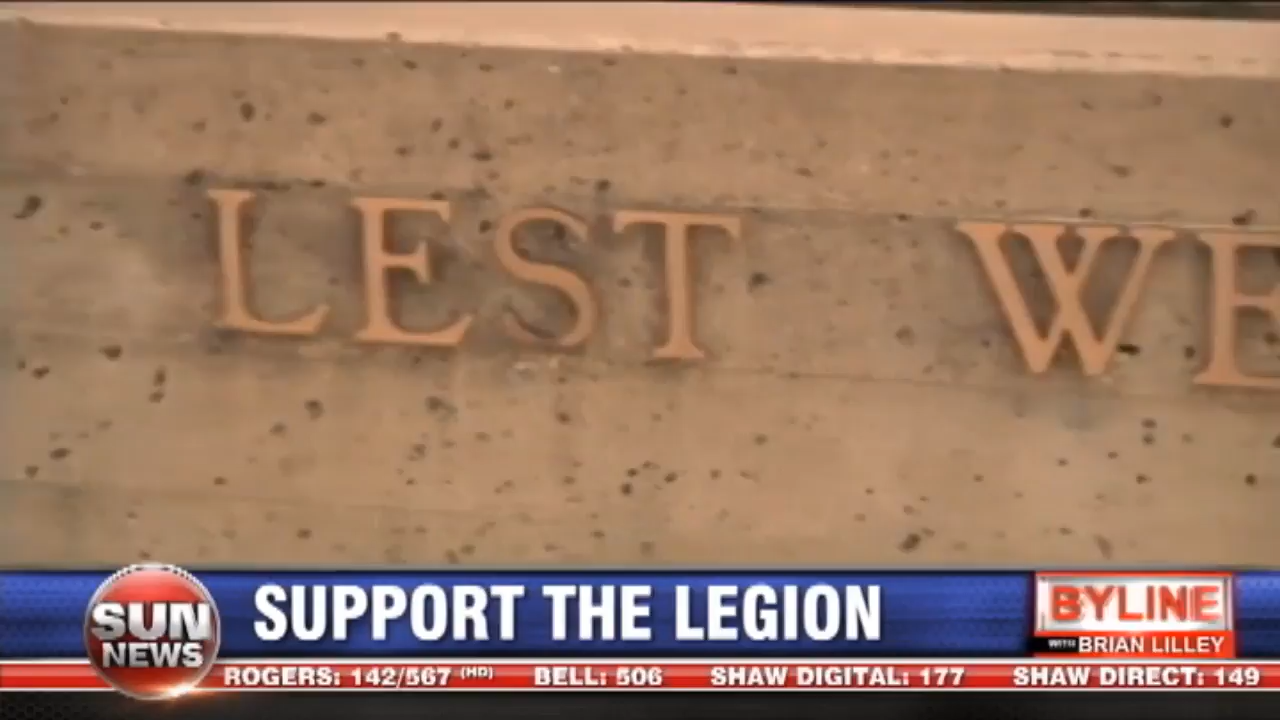 LEST WE
SUN
NEWS
SUPPORT THE LEGION
BYLINE
WITH BRIAN LILLEY
ROGERS: 142/567 (HD) BELL: 506 SHAW DIGITAL: 177 SHAW DIRECT: 149